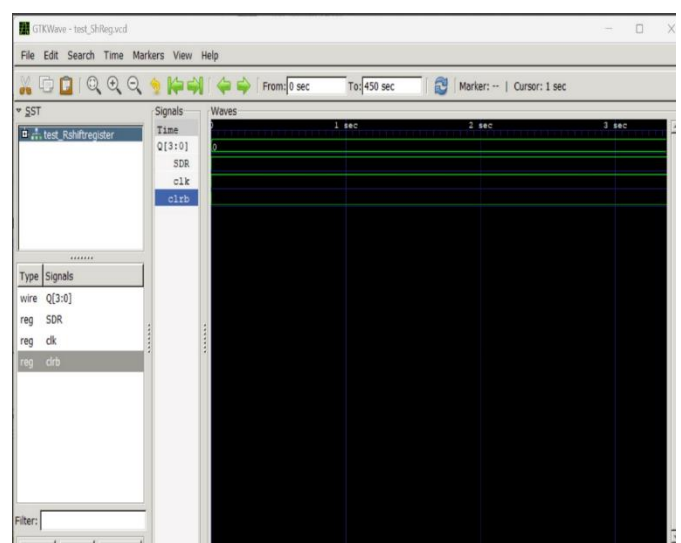 GTKWave - test_ShReg.vcd
File Edit Search Time Markers View Help
From: 0 sec To: 450 sec Marker: -- | Cursor: 1 sec
SST
test_Rshiftregister
Type Signals
wire Q[3:0]
reg SDR
reg clk
reg clrb
Filter:
Signals
Time
Q[3:0]
SDR
clk
clrb
Waves
0 1 sec 2 sec 3 sec
0